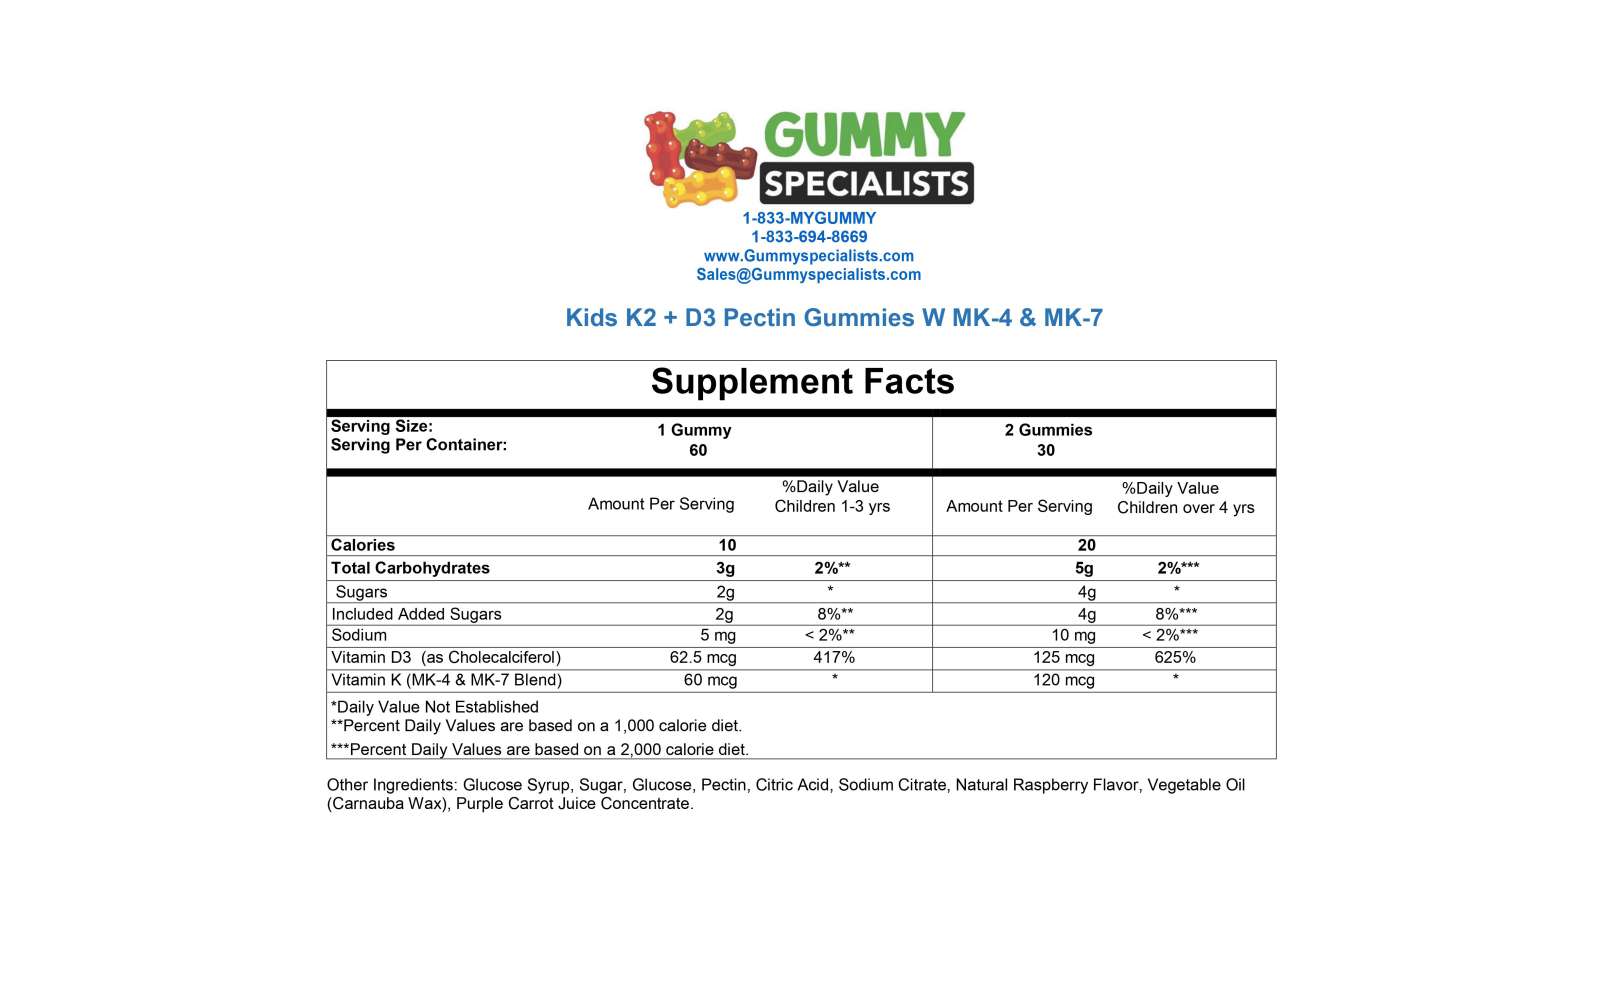 GUMMY
SPECIALISTS
1-833-MYGUMMY
1-833-694-8669
www.Gummyspecialists.com
Sales@Gummyspecialists.com
Kids K2 + D3 Pectin Gummies W MK-4 & MK-7
Supplement Facts
Serving Size: 1 Gummy 2 Gummies
Serving Per Container: 60 30
Amount Per Serving %Daily Value Children 1-3 yrs Amount Per Serving %Daily Value Children over 4 yrs
Calories 10 20
Total Carbohydrates 3g 2%** 5g 2%***
Sugars 2g * 4g *
Included Added Sugars 2g 8%** 4g 8%***
Sodium 5 mg < 2%** 10 mg < 2%***
Vitamin D3 (as Cholecalciferol) 62.5 mcg 417% 125 mcg 625%
Vitamin K (MK-4 & MK-7 Blend) 60 mcg * 120 mcg *
*Daily Value Not Established
**Percent Daily Values are based on a 1,000 calorie diet.
***Percent Daily Values are based on a 2,000 calorie diet.
Other Ingredients: Glucose Syrup, Sugar, Glucose, Pectin, Citric Acid, Sodium Citrate, Natural Raspberry Flavor, Vegetable Oil
(Carnauba Wax), Purple Carrot Juice Concentrate.